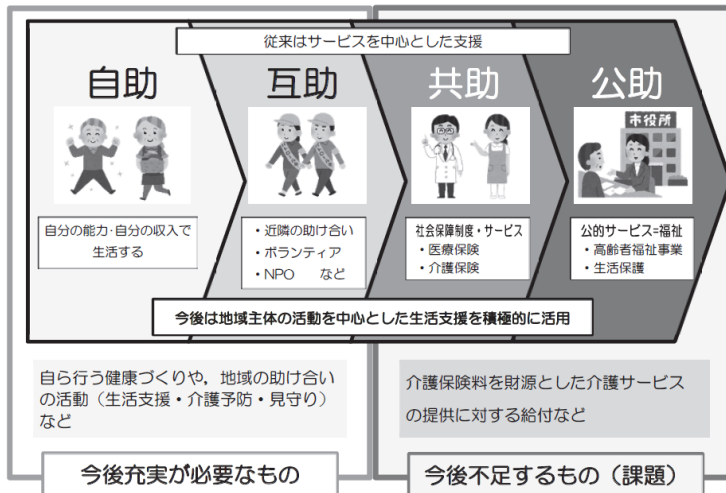 従来はサービスを中心とした支援
自助
互助
共助
公助
市役所
自分の能力・自分の収入で
生活する
・近隣の助け合い
・ボランティア
・NPO　など
社会保障制度・サービス
・医療保険
・介護保険
公的サービス=福祉
・高齢者福祉事業
・生活保護
今後は地域主体の活動を中心とした生活支援を積極的に活用
自ら行う健康づくりや，地域の助け合い
の活動（生活支援・介護予防・見守り）
など
介護保険料を財源とした介護サービス
の提供に対する給付など
今後充実が必要なもの
今後不足するもの（課題）